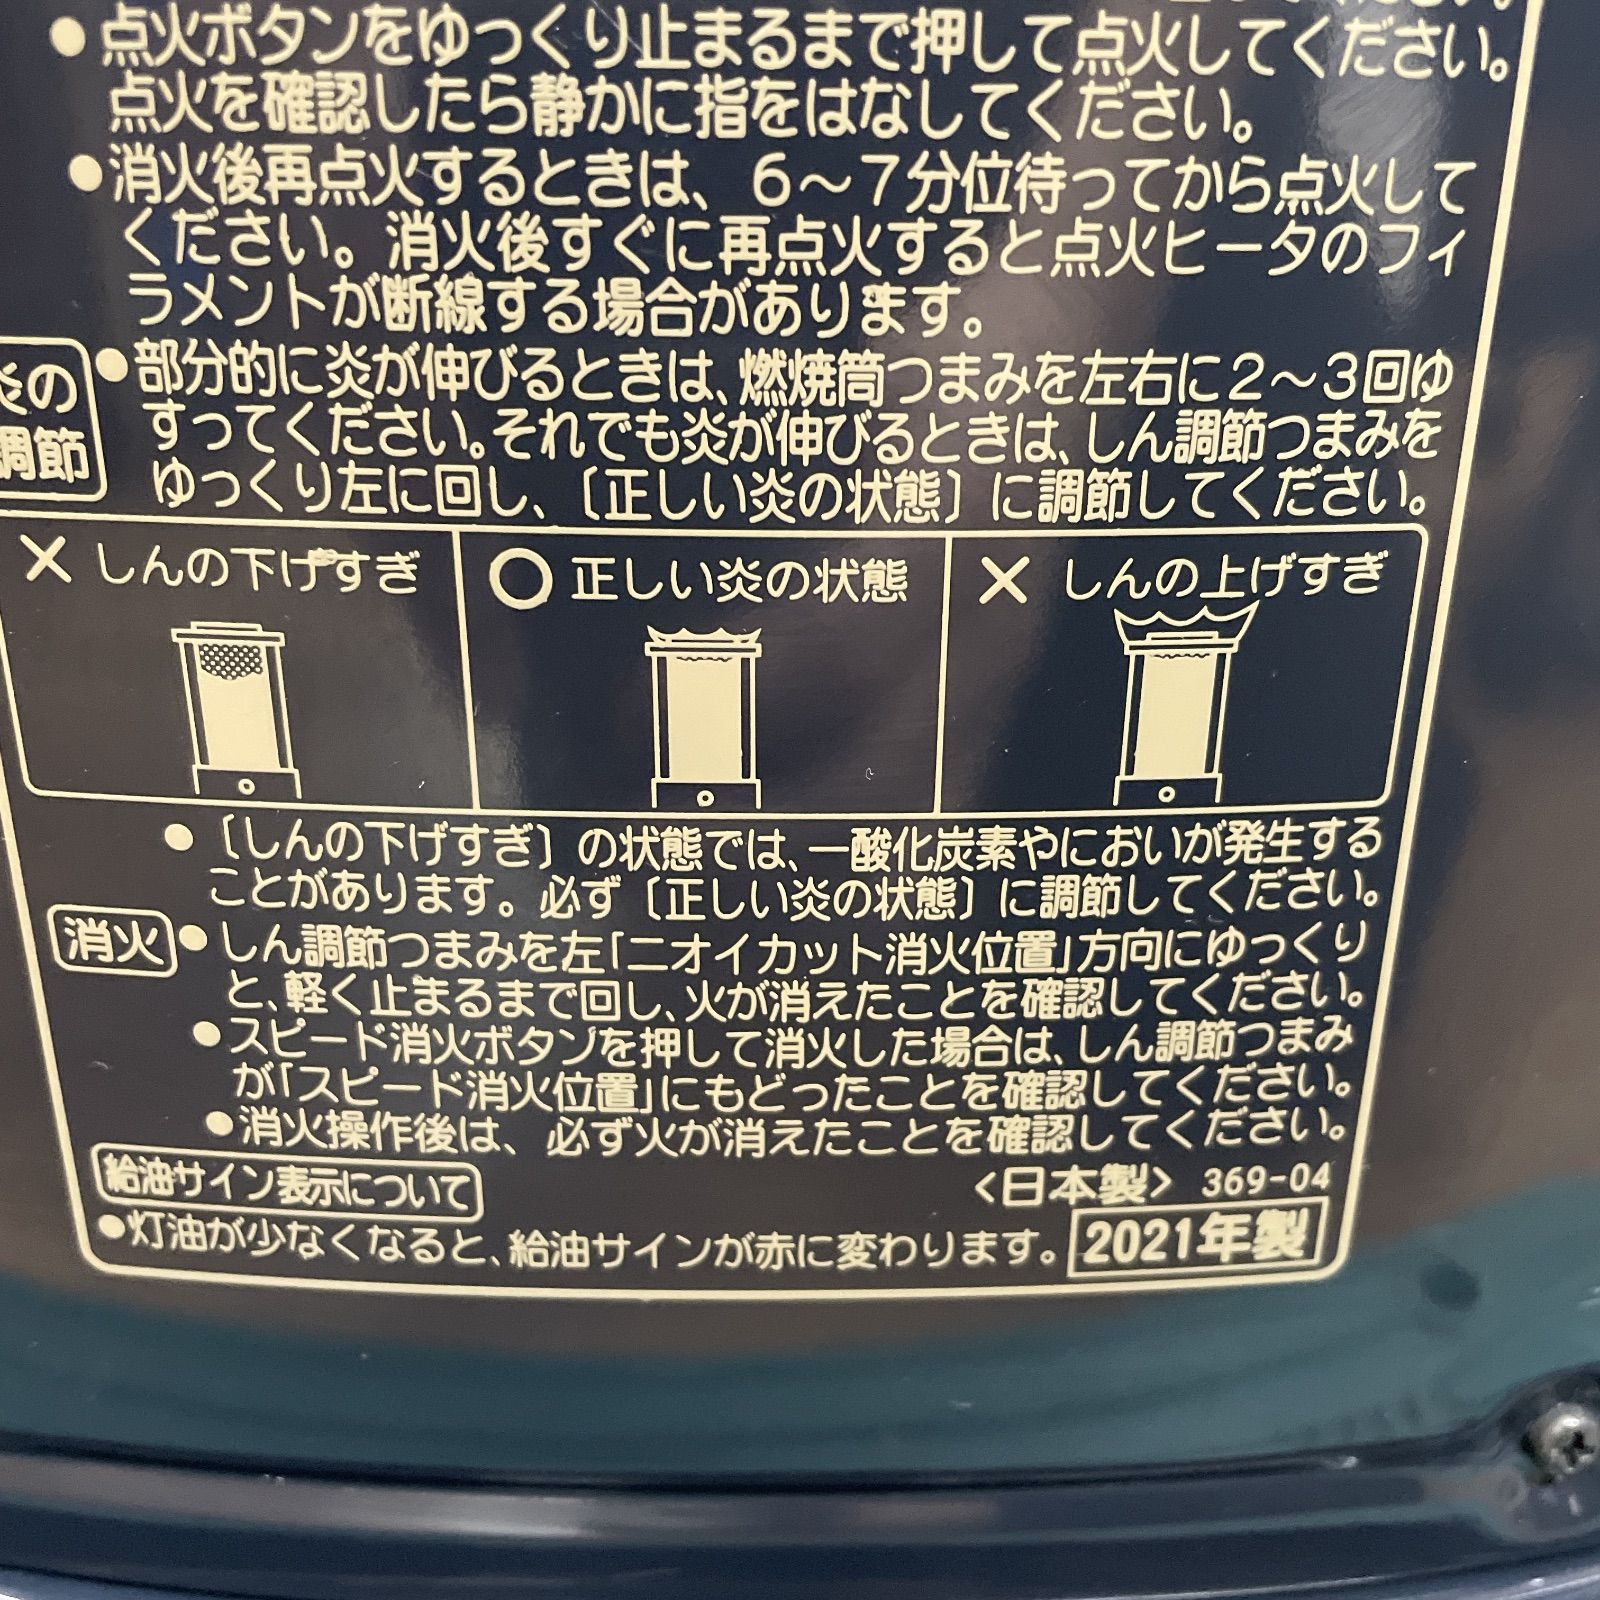 ●点火ボタンをゆっくり止まるまで押して点火してください。
点火を確認したら静かに指をはなしてください。
●消火後再点火するときは、6～7分位待ってから点火して
ください。消火後すぐに再点火すると点火ヒータのフィ
ラメントが断線する場合があります。
炎の
調節
●部分的に炎が伸びるときは、燃焼筒つまみを左右に2～3回ゆ
すってください。それでも炎が伸びるときは、しん調節つまみを
ゆっくり左に回し、〔正しい炎の状態〕に調節してください。
× しんの下げすぎ
○ 正しい炎の状態
× しんの上げすぎ
●〔しんの下げすぎ〕の状態では、一酸化炭素やにおいが発生する
ことがあります。必ず〔正しい炎の状態〕に調節してください。
消火
●しん調節つまみを左「ニオイカット消火位置」方向にゆっくり
と、軽く止まるまで回し、火が消えたことを確認してください。
●スピード消火ボタンを押して消火した場合は、しん調節つまみ
が「スピード消火位置」にもどったことを確認してください。
●消火操作後は、必ず火が消えたことを確認してください。
給油サイン表示について
<日本製> 369-04
●灯油が少なくなると、給油サインが赤に変わります。
2021年製